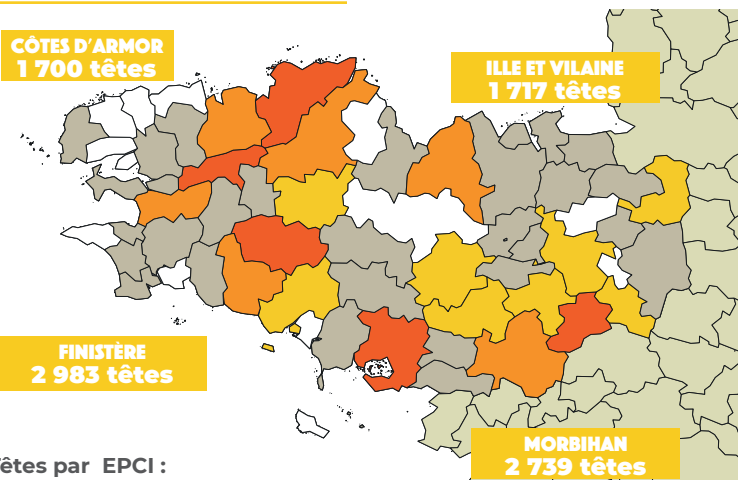 CÔTES D'ARMOR
1 700 têtes
ILLE ET VILAINE
1 717 têtes
FINISTÈRE
2 983 têtes
MORBIHAN
2 739 têtes
Têtes par EPCI :